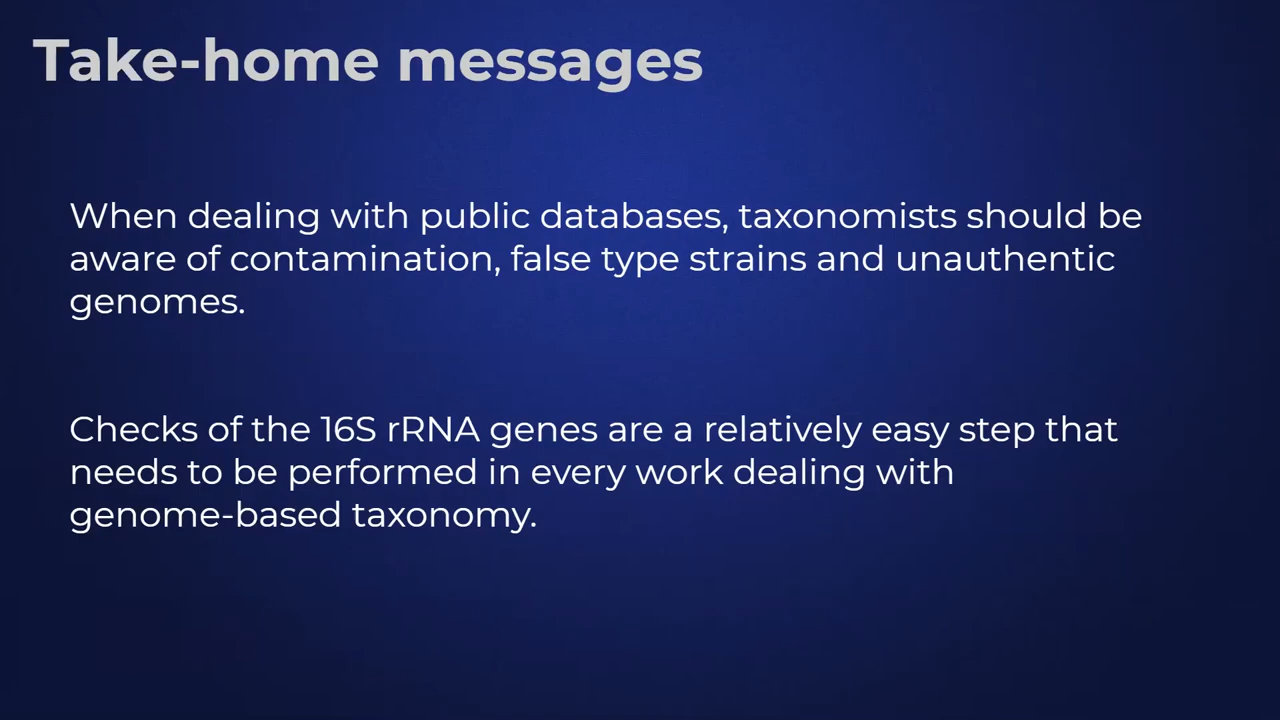 Take-home messages
When dealing with public databases, taxonomists should be
aware of contamination, false type strains and unauthentic
genomes.
Checks of the 16S rRNA genes are a relatively easy step that
needs to be performed in every work dealing with
genome-based taxonomy.